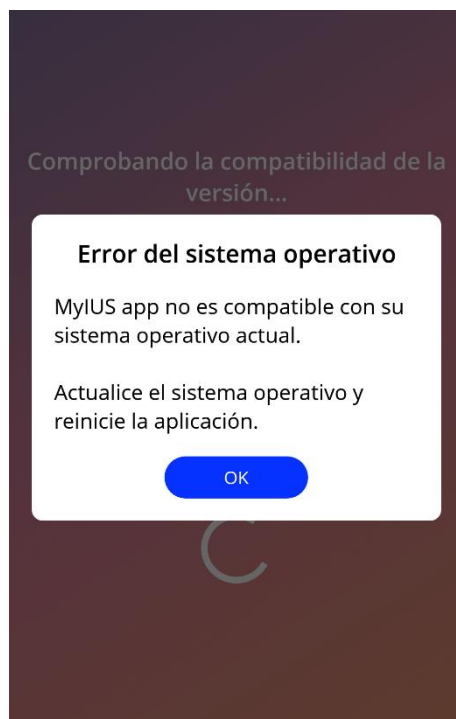 Comprobando la compatibilidad de la
versión...
Error del sistema operativo
MyIUS app no es compatible con su
sistema operativo actual.
Actualice el sistema operativo y
reinicie la aplicación.
OK